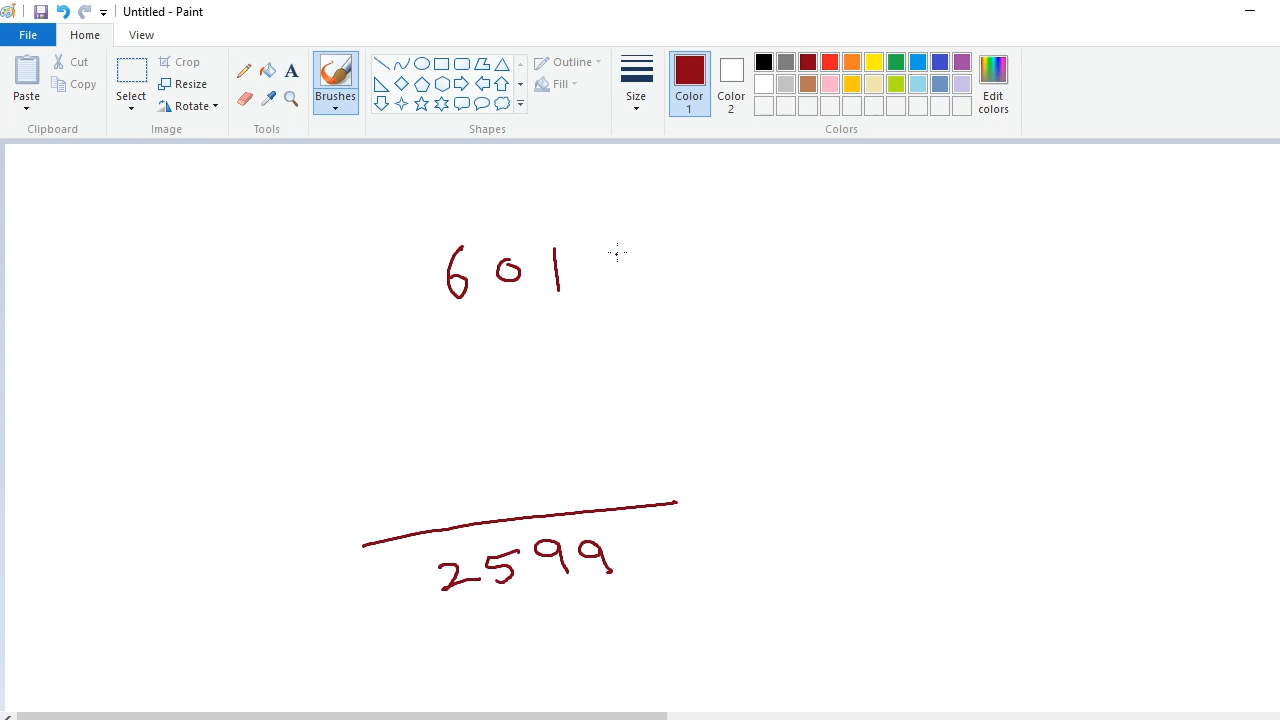 Untitled - Paint
File Home View
Paste Cut Copy
Clipboard
Select Crop Resize Rotate
Image
A
Tools
Brushes
Outline Fill
Shapes
Size
Color 1 Color 2 Edit colors
Colors
601
2599